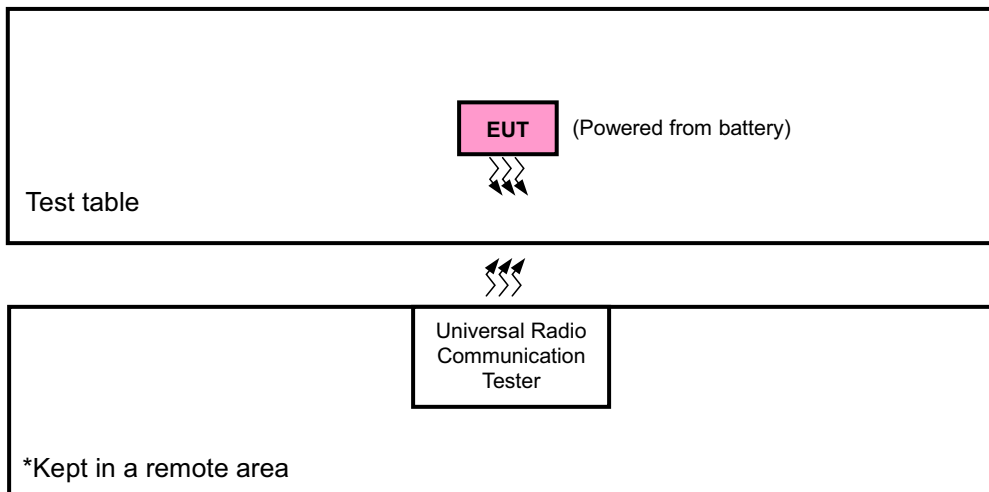 EUT
(Powered from battery)
Test table
Universal Radio
Communication
Tester
*Kept in a remote area